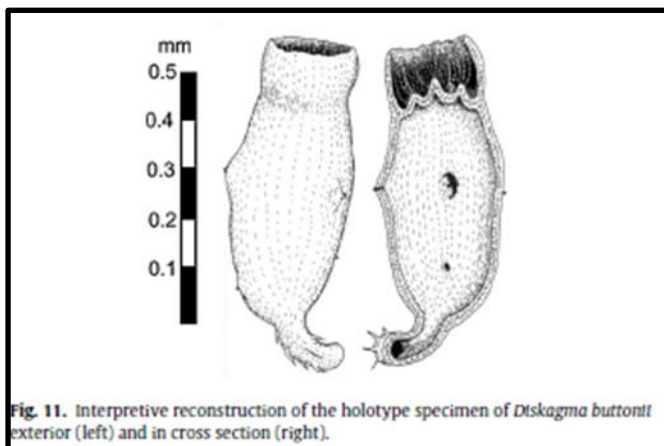 mm
0.5
0.4
0.3
0.2
0.1
Fig. 11. Interpretive reconstruction of the holotype specimen of Diskagma buttonii
exterior (left) and in cross section (right).